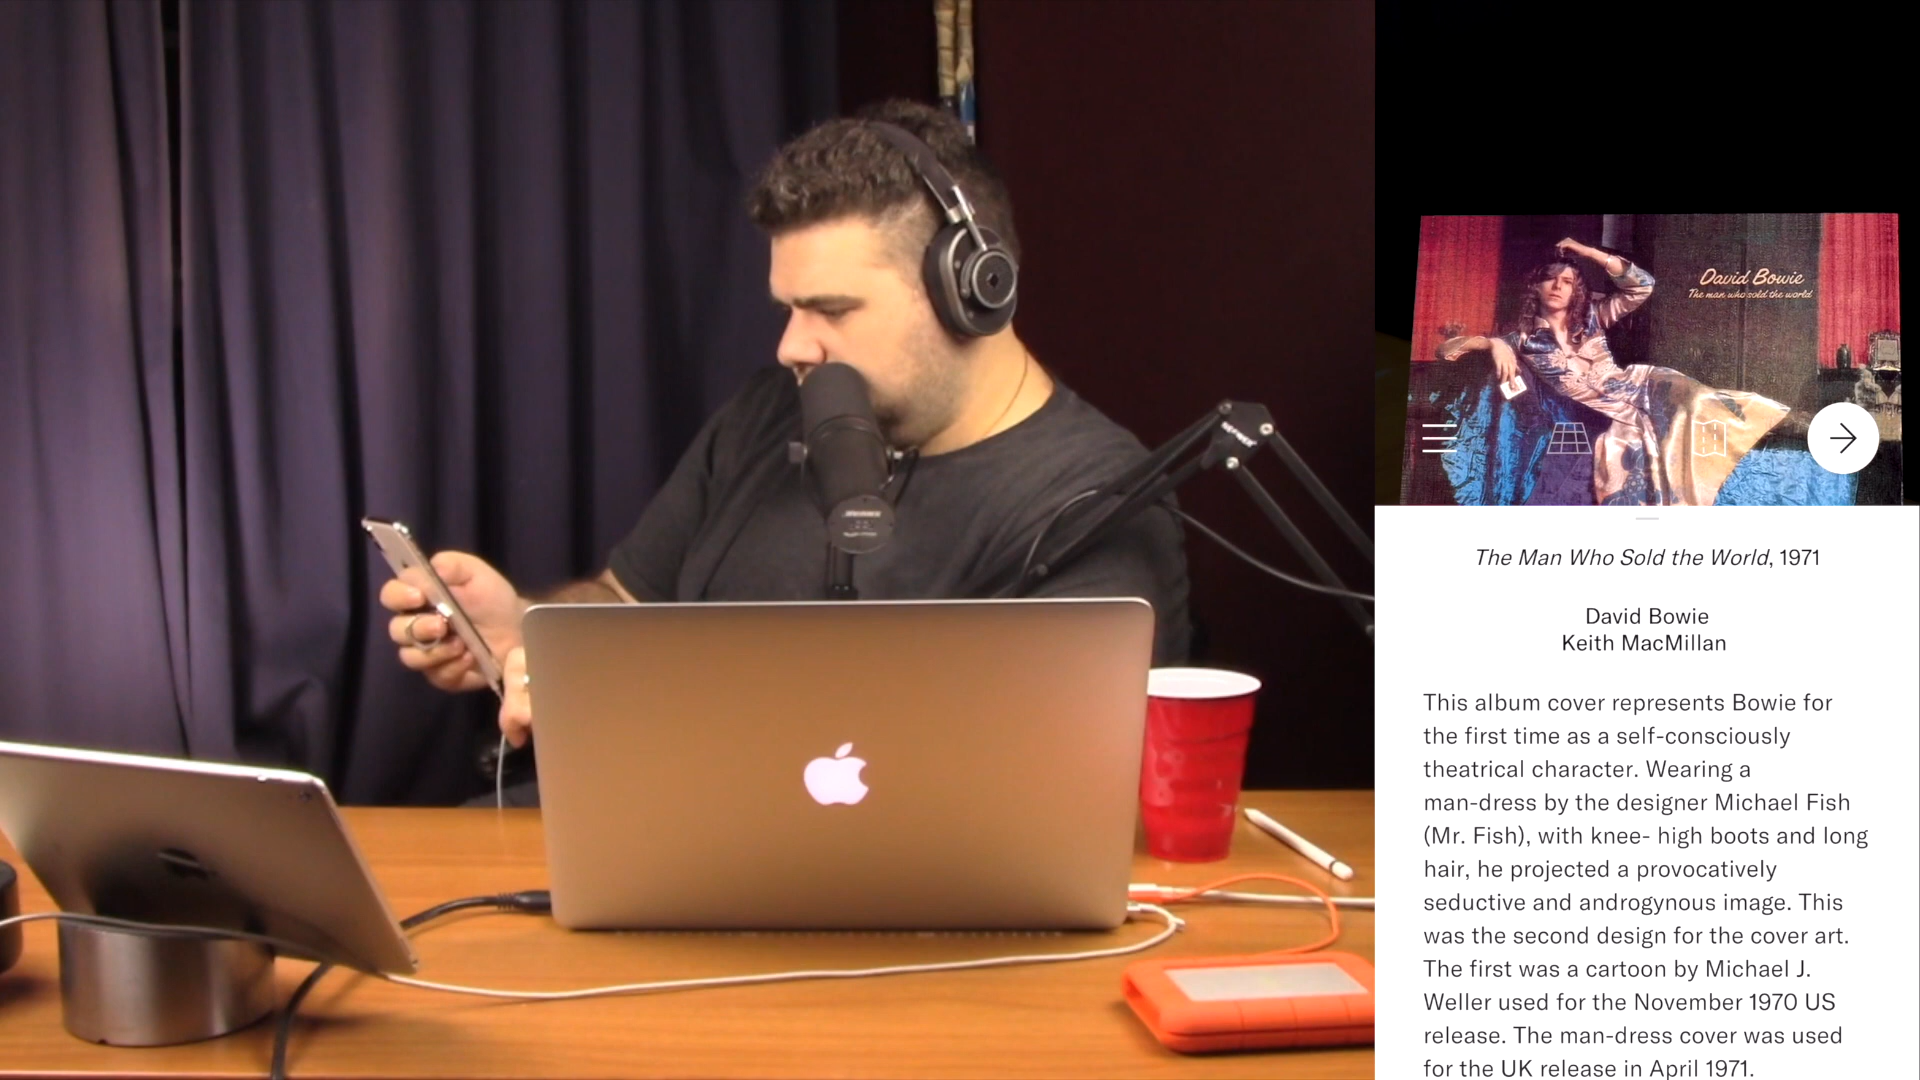 David Bowie
The man who sold the world
The Man Who Sold the World, 1971
David Bowie
Keith MacMillan
This album cover represents Bowie for
the first time as a self-consciously
theatrical character. Wearing a
man-dress by the designer Michael Fish
(Mr. Fish), with knee- high boots and long
hair, he projected a provocatively
seductive and androgynous image. This
was the second design for the cover art.
The first was a cartoon by Michael J.
Weller used for the November 1970 US
release. The man-dress cover was used
for the UK release in April 1971.